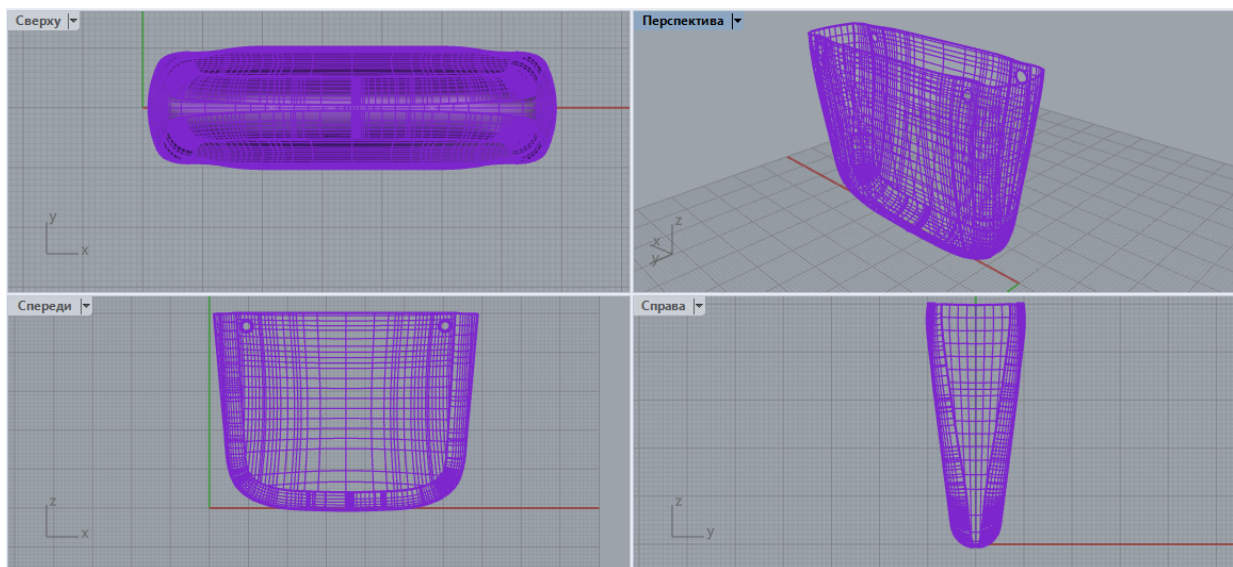 Сверху
Перспектива
y
x
z
x
y
Спереди
Справа
z
x
z
y